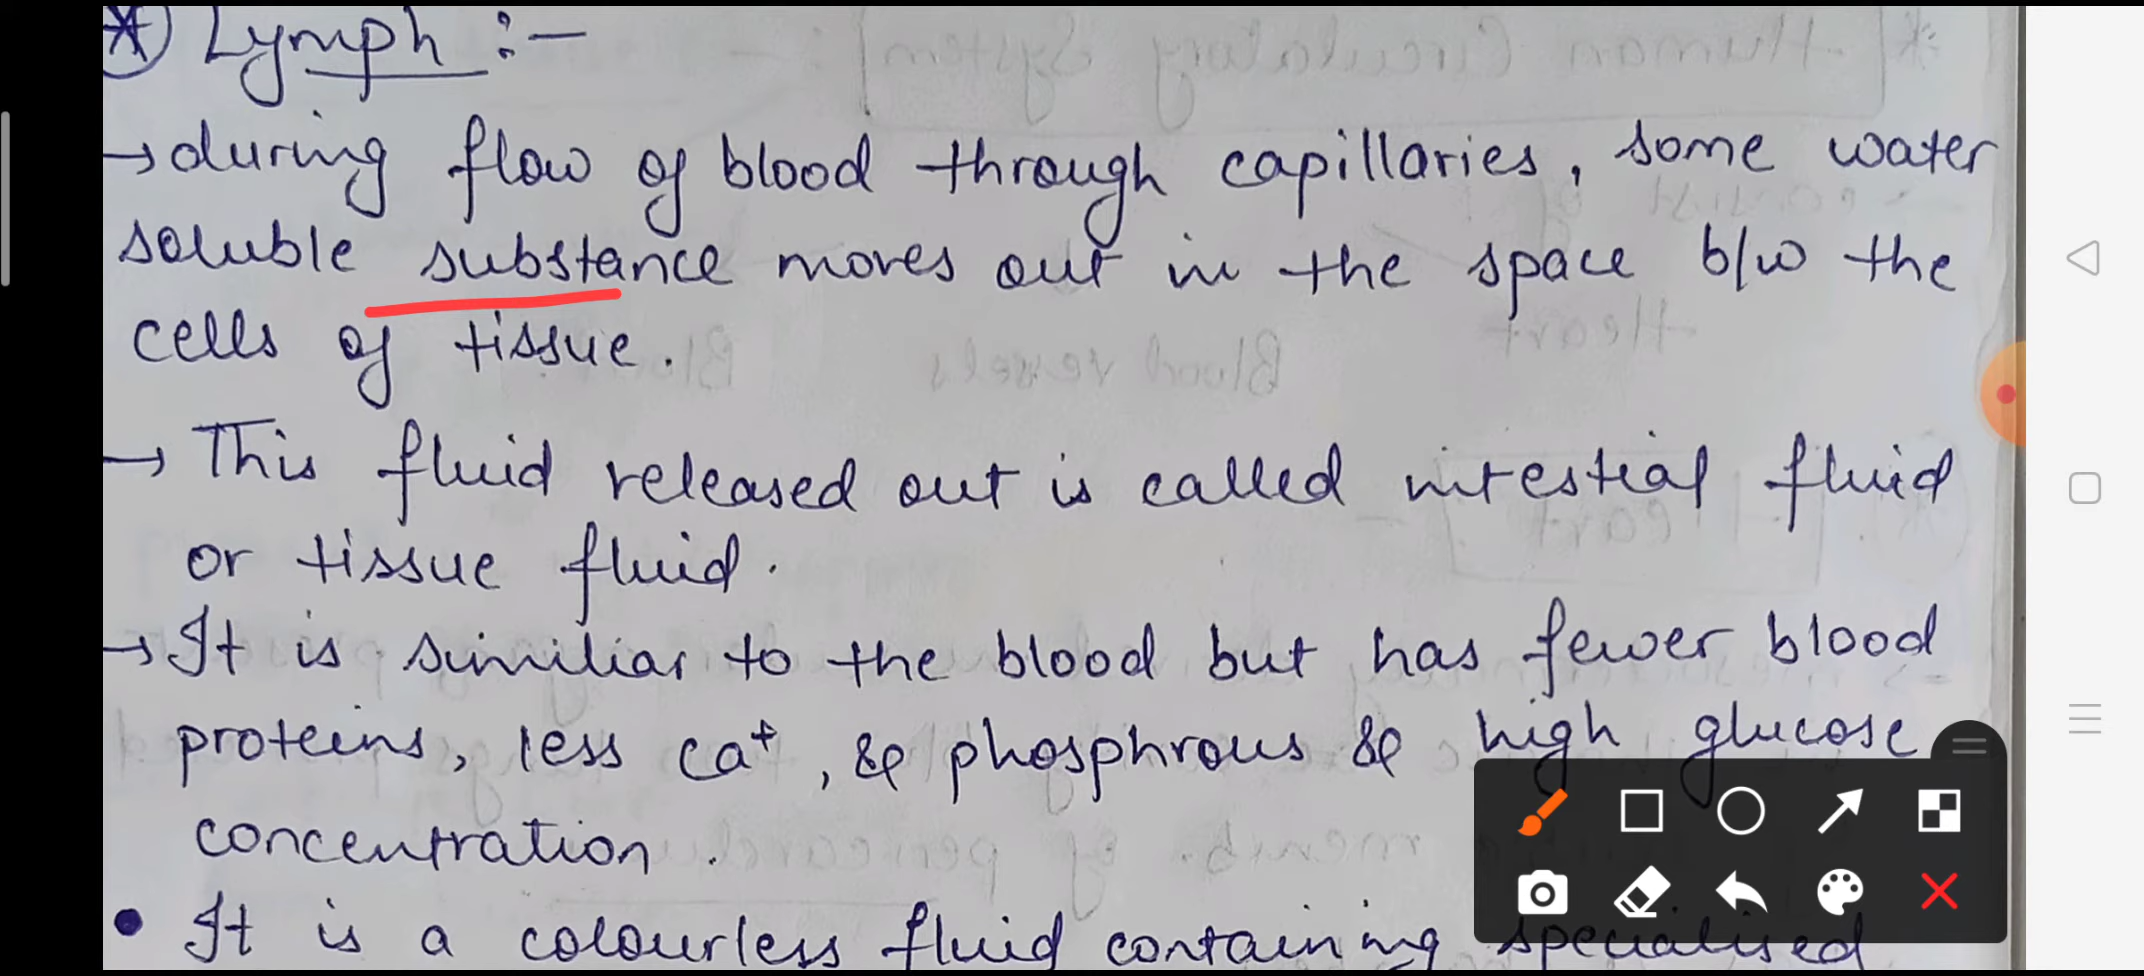 * Lymph :-
→ during flow of blood through capillaries, some water
soluble substance moves out in the space b/w the
cells of tissue.
→ This fluid released out is called intestial fluid
or tissue fluid.
→ It is similiar to the blood but has fewer blood
proteins, less ca+, & phosphrous & high glucose
concentration.
• It is a colourless fluid containing specialised